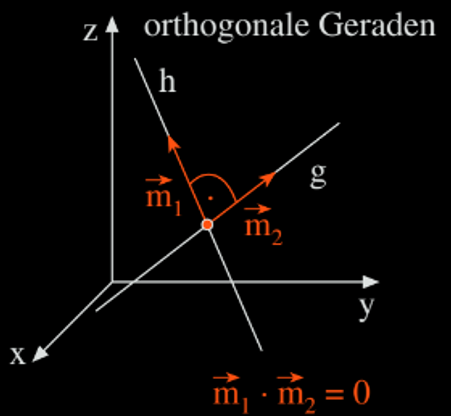 z
orthogonale Geraden
h
g
m⃗₁
m⃗₂
y
x
m⃗₁ · m⃗₂ = 0